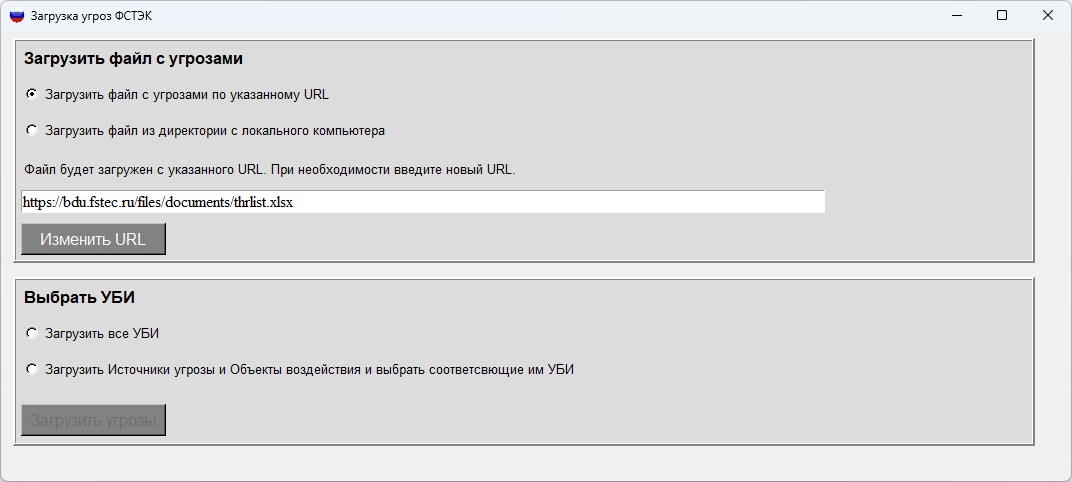 Загрузка угроз ФСТЭК
Загрузить файл с угрозами
Загрузить файл с угрозами по указанному URL
Загрузить файл из директории с локального компьютера
Файл будет загружен с указанного URL. При необходимости введите новый URL.
https://bdu.fstec.ru/files/documents/thrlist.xlsx
Изменить URL
Выбрать УБИ
Загрузить все УБИ
Загрузить Источники угрозы и Объекты воздействия и выбрать соответсвющие им УБИ
Загрузить угрозы